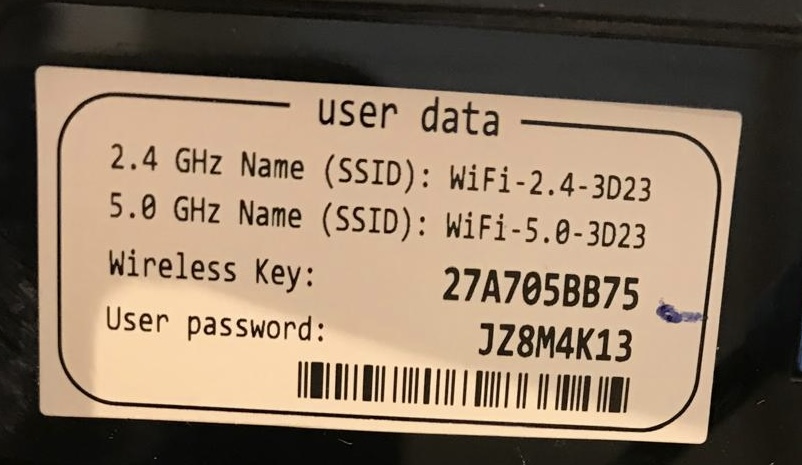 user data
2.4 GHz Name (SSID): WiFi-2.4-3D23
5.0 GHz Name (SSID): WiFi-5.0-3D23
Wireless Key: 27A705BB75
User password: JZ8M4K13